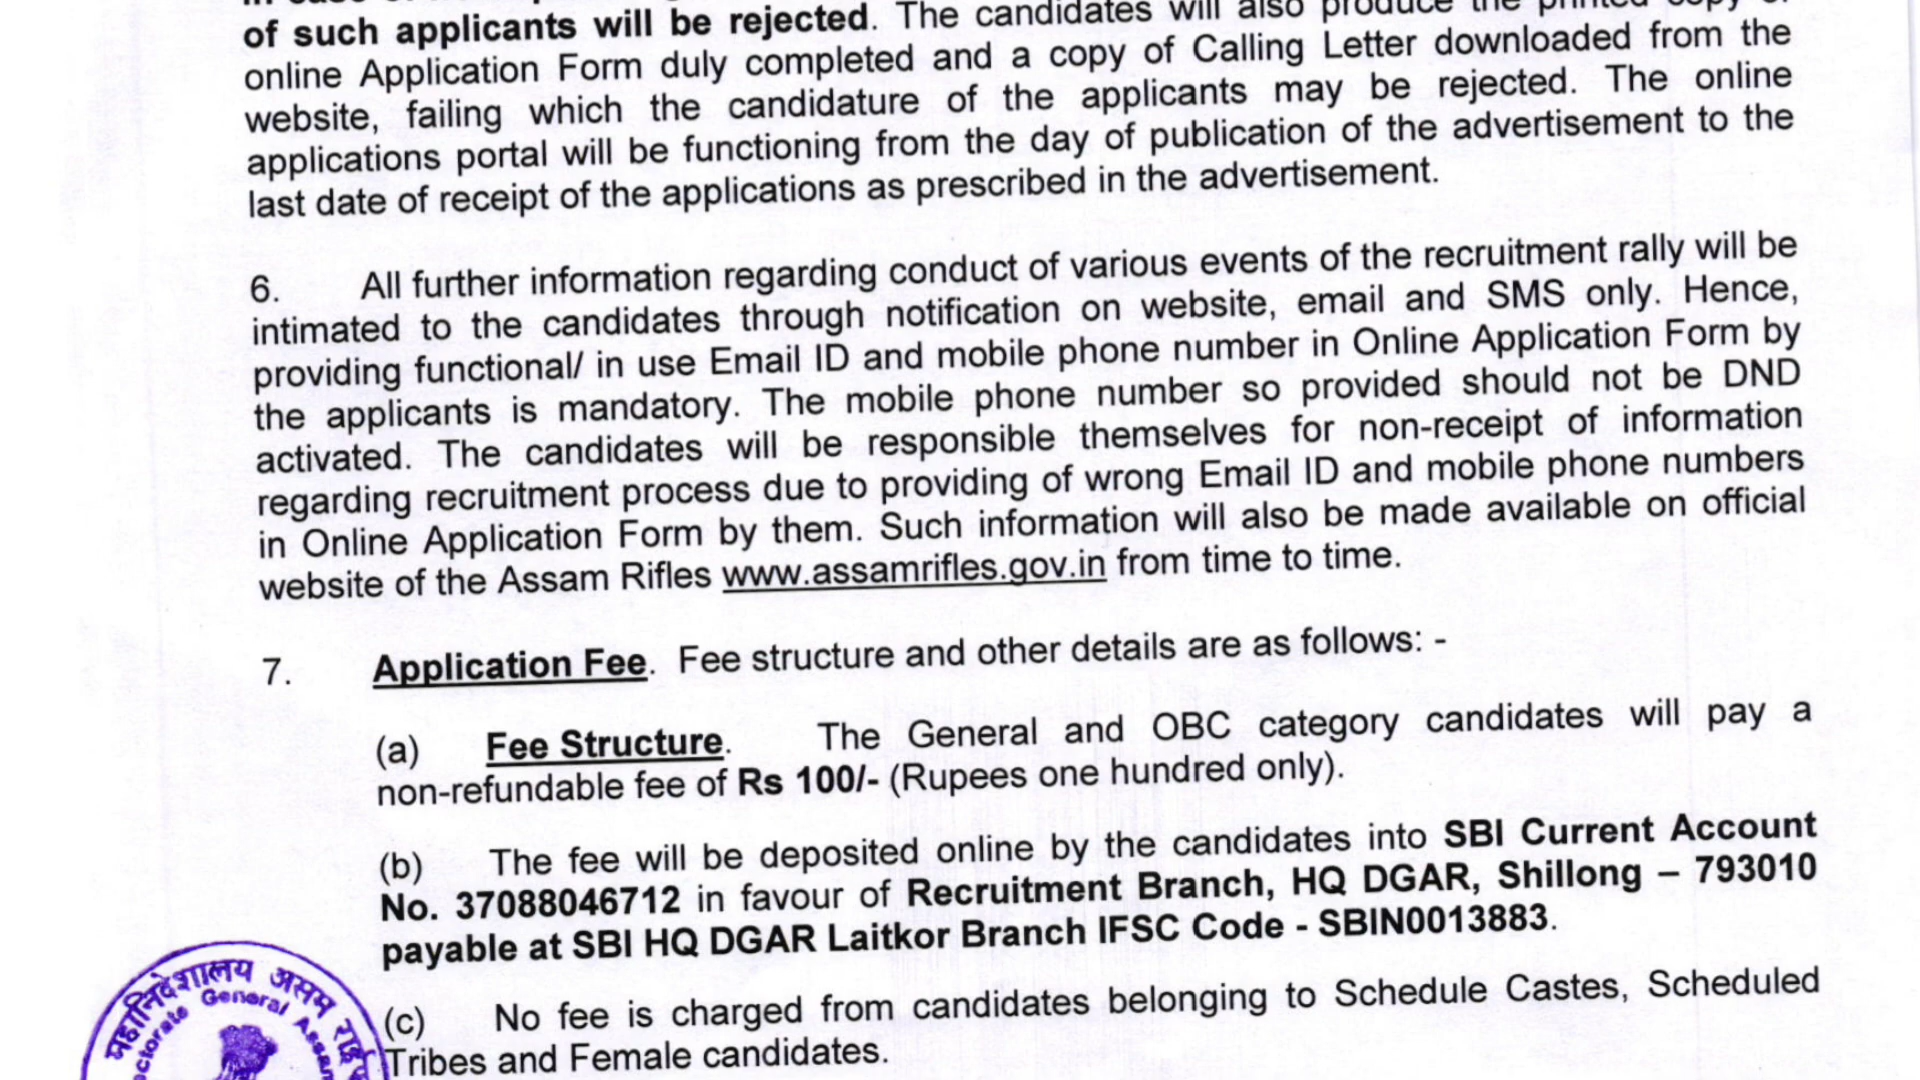 of such applicants will be rejected. The candidates will also produce the printed copy of
online Application Form duly completed and a copy of Calling Letter downloaded from the
website, failing which the candidature of the applicants may be rejected. The online
applications portal will be functioning from the day of publication of the advertisement to the
last date of receipt of the applications as prescribed in the advertisement.
6. All further information regarding conduct of various events of the recruitment rally will be
intimated to the candidates through notification on website, email and SMS only. Hence,
providing functional/ in use Email ID and mobile phone number in Online Application Form by
the applicants is mandatory. The mobile phone number so provided should not be DND
activated. The candidates will be responsible themselves for non-receipt of information
regarding recruitment process due to providing of wrong Email ID and mobile phone numbers
in Online Application Form by them. Such information will also be made available on official
website of the Assam Rifles www.assamrifles.gov.in from time to time.
7. Application Fee. Fee structure and other details are as follows: -
(a) Fee Structure. The General and OBC category candidates will pay a
non-refundable fee of Rs 100/- (Rupees one hundred only).
(b) The fee will be deposited online by the candidates into SBI Current Account
No. 37088046712 in favour of Recruitment Branch, HQ DGAR, Shillong – 793010
payable at SBI HQ DGAR Laitkor Branch IFSC Code - SBIN0013883.
(c) No fee is charged from candidates belonging to Schedule Castes, Scheduled
Tribes and Female candidates.
महानिदेशालय असम
General